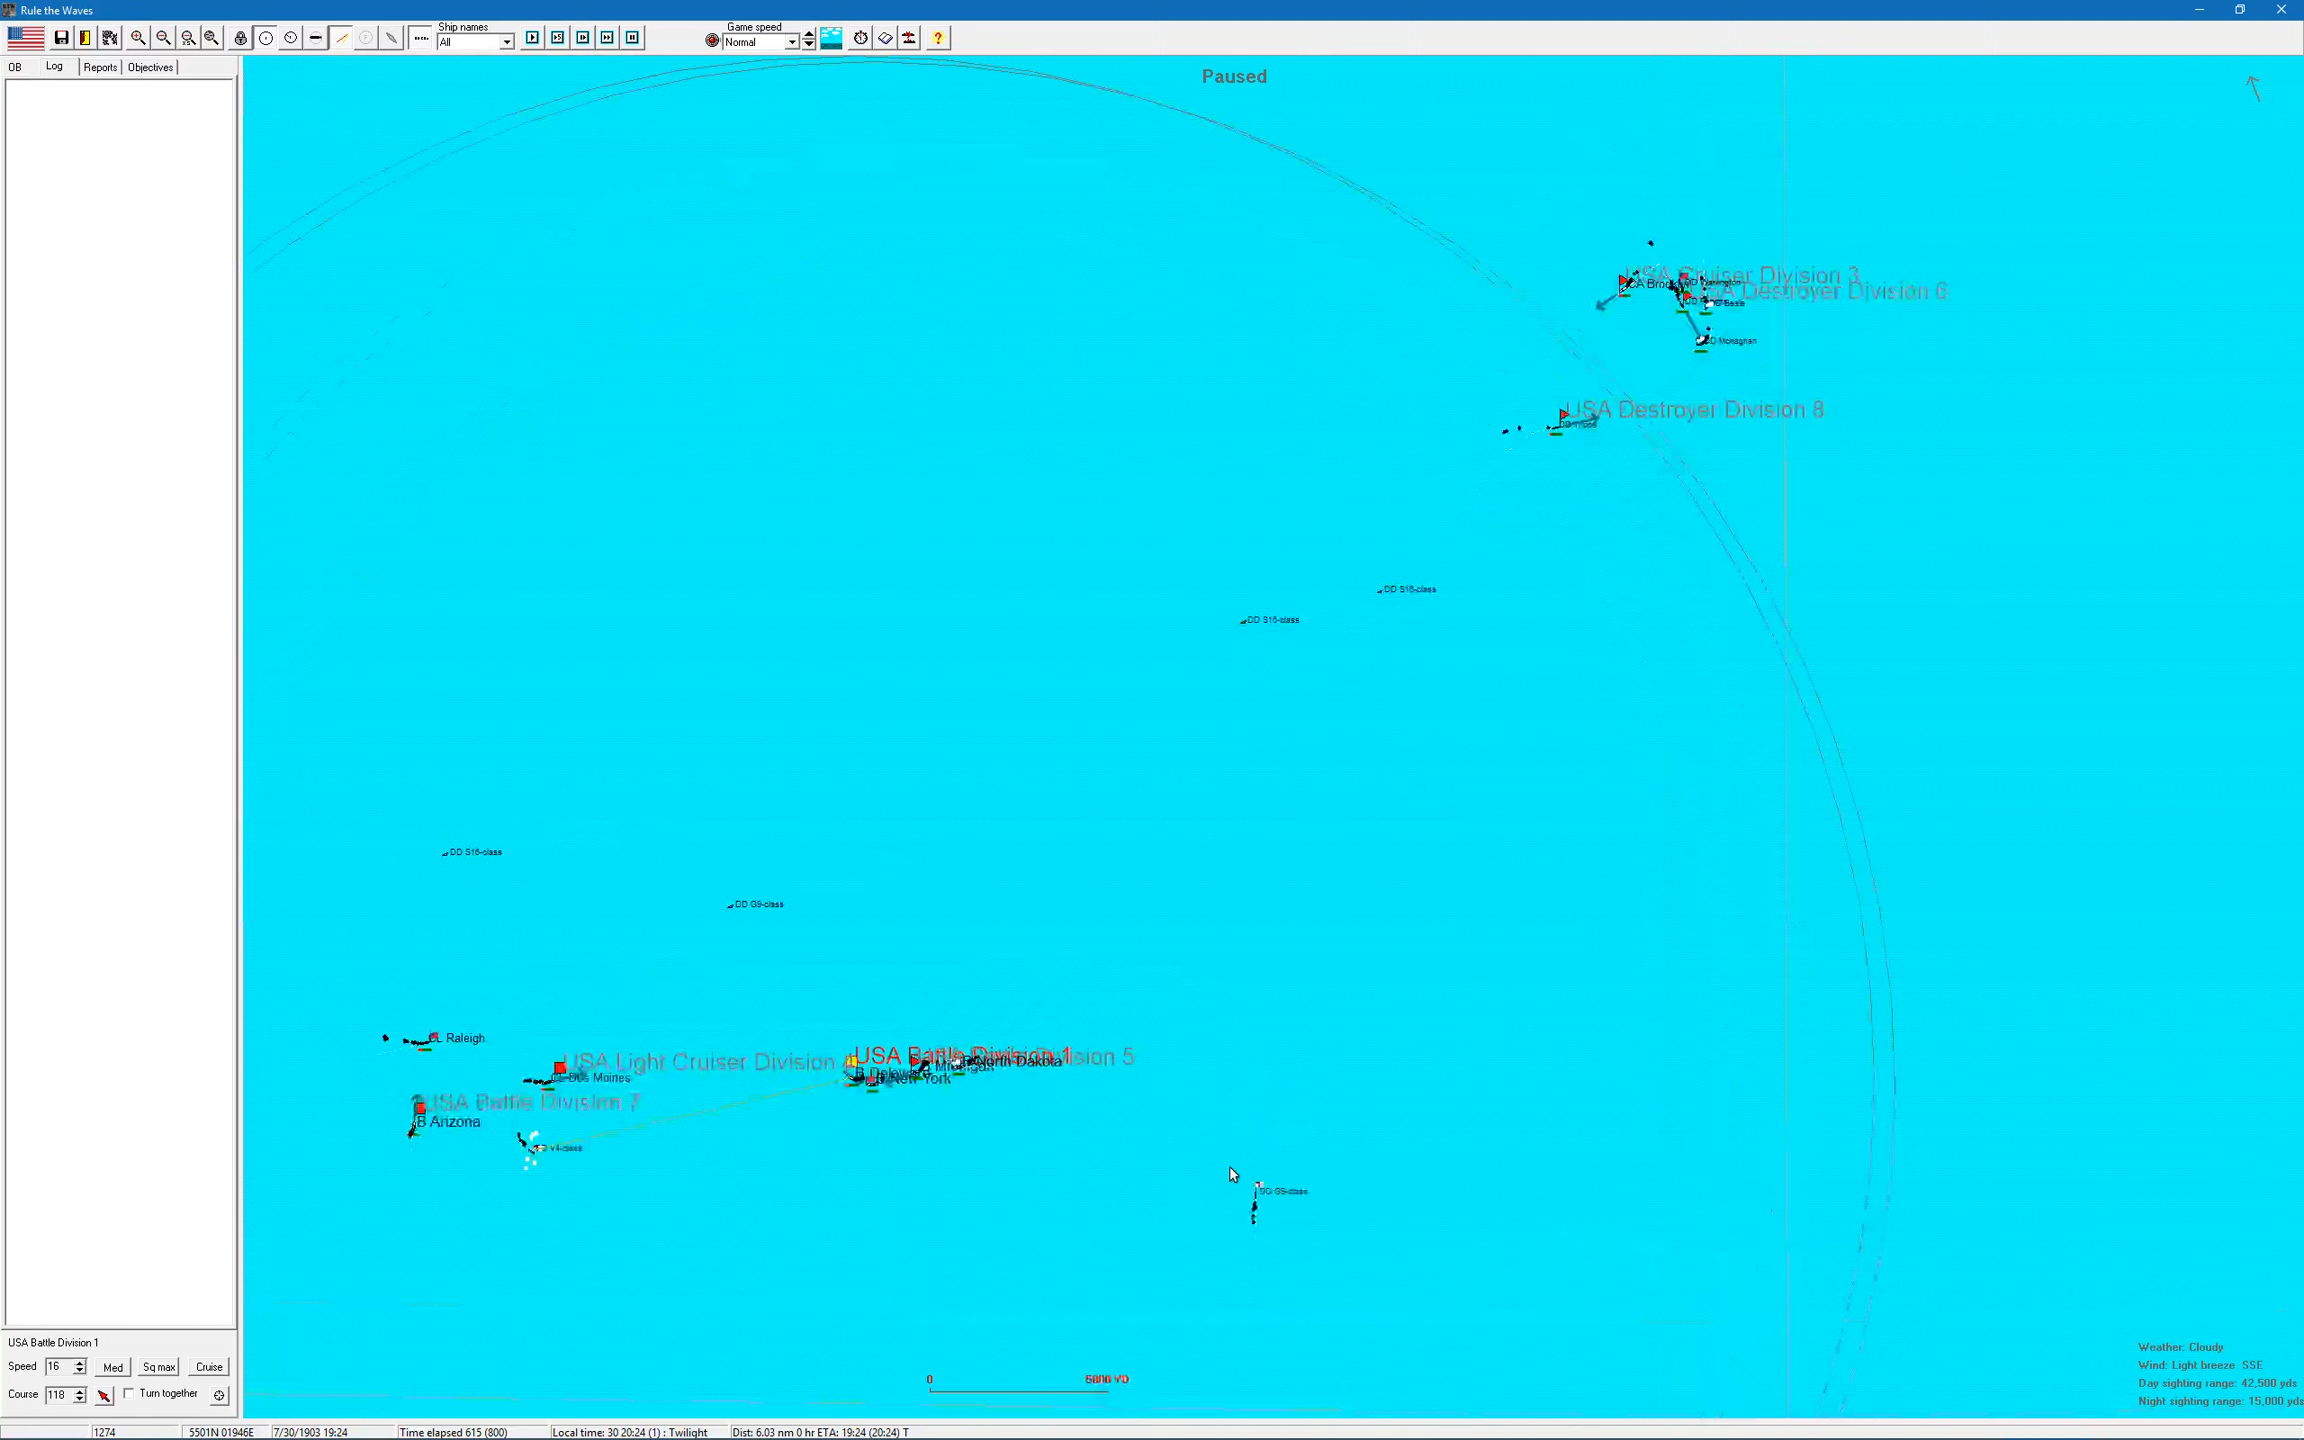 Rule the Waves
Ship names
All
Game speed
Normal
OB
Log
Reports
Objectives
Paused
USA Cruiser Division 3
USA Destroyer Division 6
DD Monaghan
USA Destroyer Division 8
DD S16-class
DD S16-class
DD S16-class
DD G9-class
CL Raleigh
USA Light Cruiser Division
USA Battle Division 1
Division 5
B Delaware
B New York
Michigan
North Dakota
CL Des Moines
USA Battle Division 7
B Arizona
V4-class
0
Weather: Cloudy
Wind: Light breeze SSE
Day sighting range: 42,500 yds
Night sighting range: 15,000 yds
USA Battle Division 1
Speed
16
Med
Sq max
Cruise
Course
118
Turn together
1274
5501N 01946E
7/30/1903 19:24
Time elapsed 615 (800)
Local time: 30 20:24 (1) : Twilight
Dist: 6.03 nm 0 hr ETA: 19:24 (20:24) T